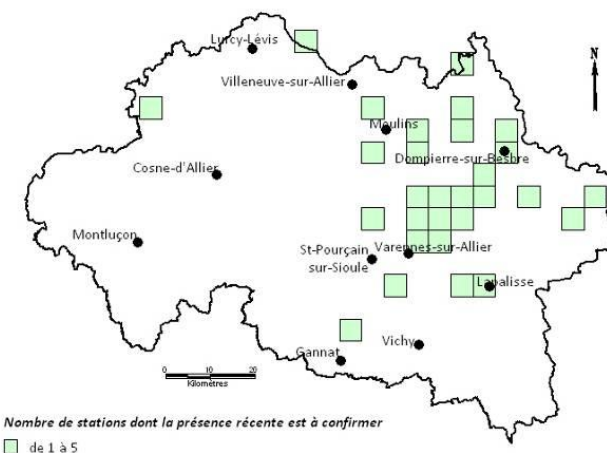 Lurcy-Lévis
N
Villeneuve-sur-Allier
Moulins
Dompierre-sur-Besbre
Cosne-d'Allier
Montluçon
St-Pourçain
sur-Sioule
Varennes-sur-Allier
Lapalisse
Vichy
Gannat
0 10 20
Kilomètres
Nombre de stations dont la présence récente est à confirmer
de 1 à 5